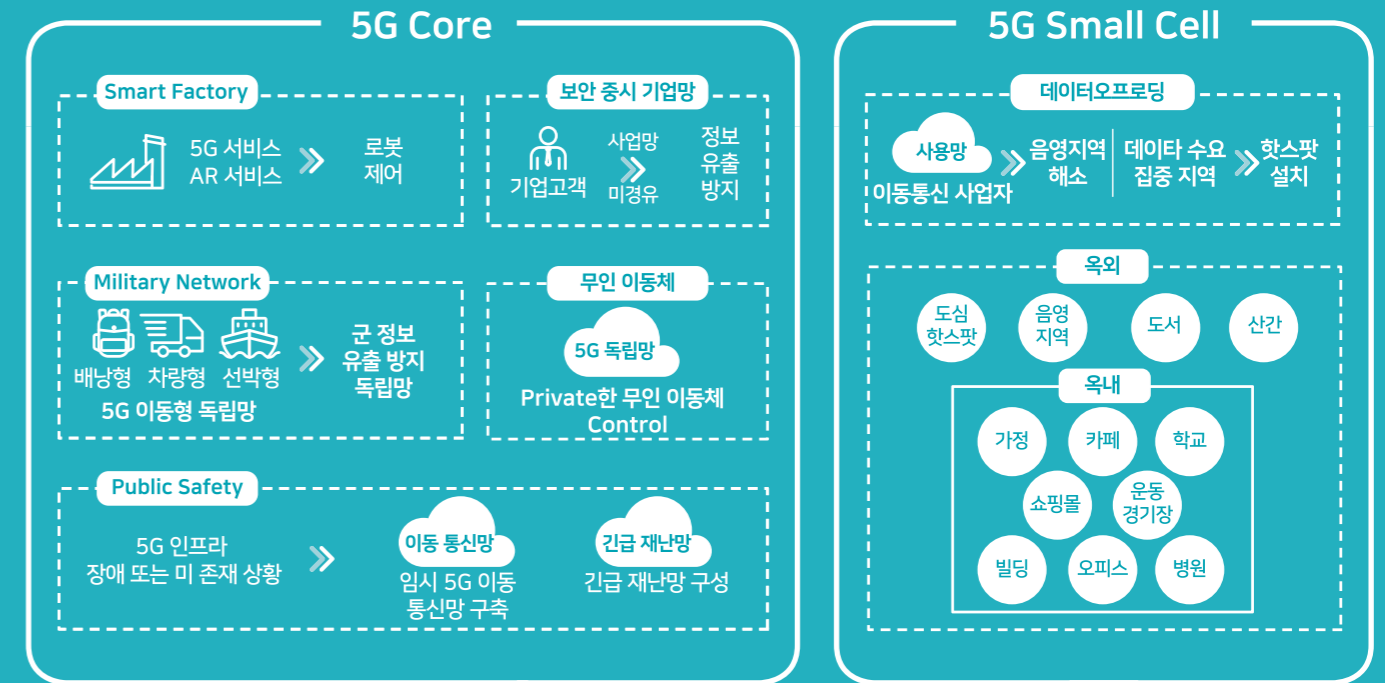 5G Core
Smart Factory
5G 서비스
AR 서비스
로봇
제어
보안 중시 기업망
기업고객
사업망
미경유
정보
유출
방지
Military Network
배낭형 차량형 선박형
5G 이동형 독립망
군 정보
유출 방지
독립망
무인 이동체
5G 독립망
Private한 무인 이동체
Control
Public Safety
5G 인프라
장애 또는 미 존재 상황
이동 통신망
임시 5G 이동
통신망 구축
긴급 재난망
긴급 재난망 구성
5G Small Cell
데이터오프로딩
사용망
이동통신 사업자
음영지역
해소
데이타 수요
집중 지역
핫스팟
설치
옥외
도심
핫스팟
음영
지역
도서
산간
옥내
가정
카페
학교
쇼핑몰
운동
경기장
빌딩
오피스
병원